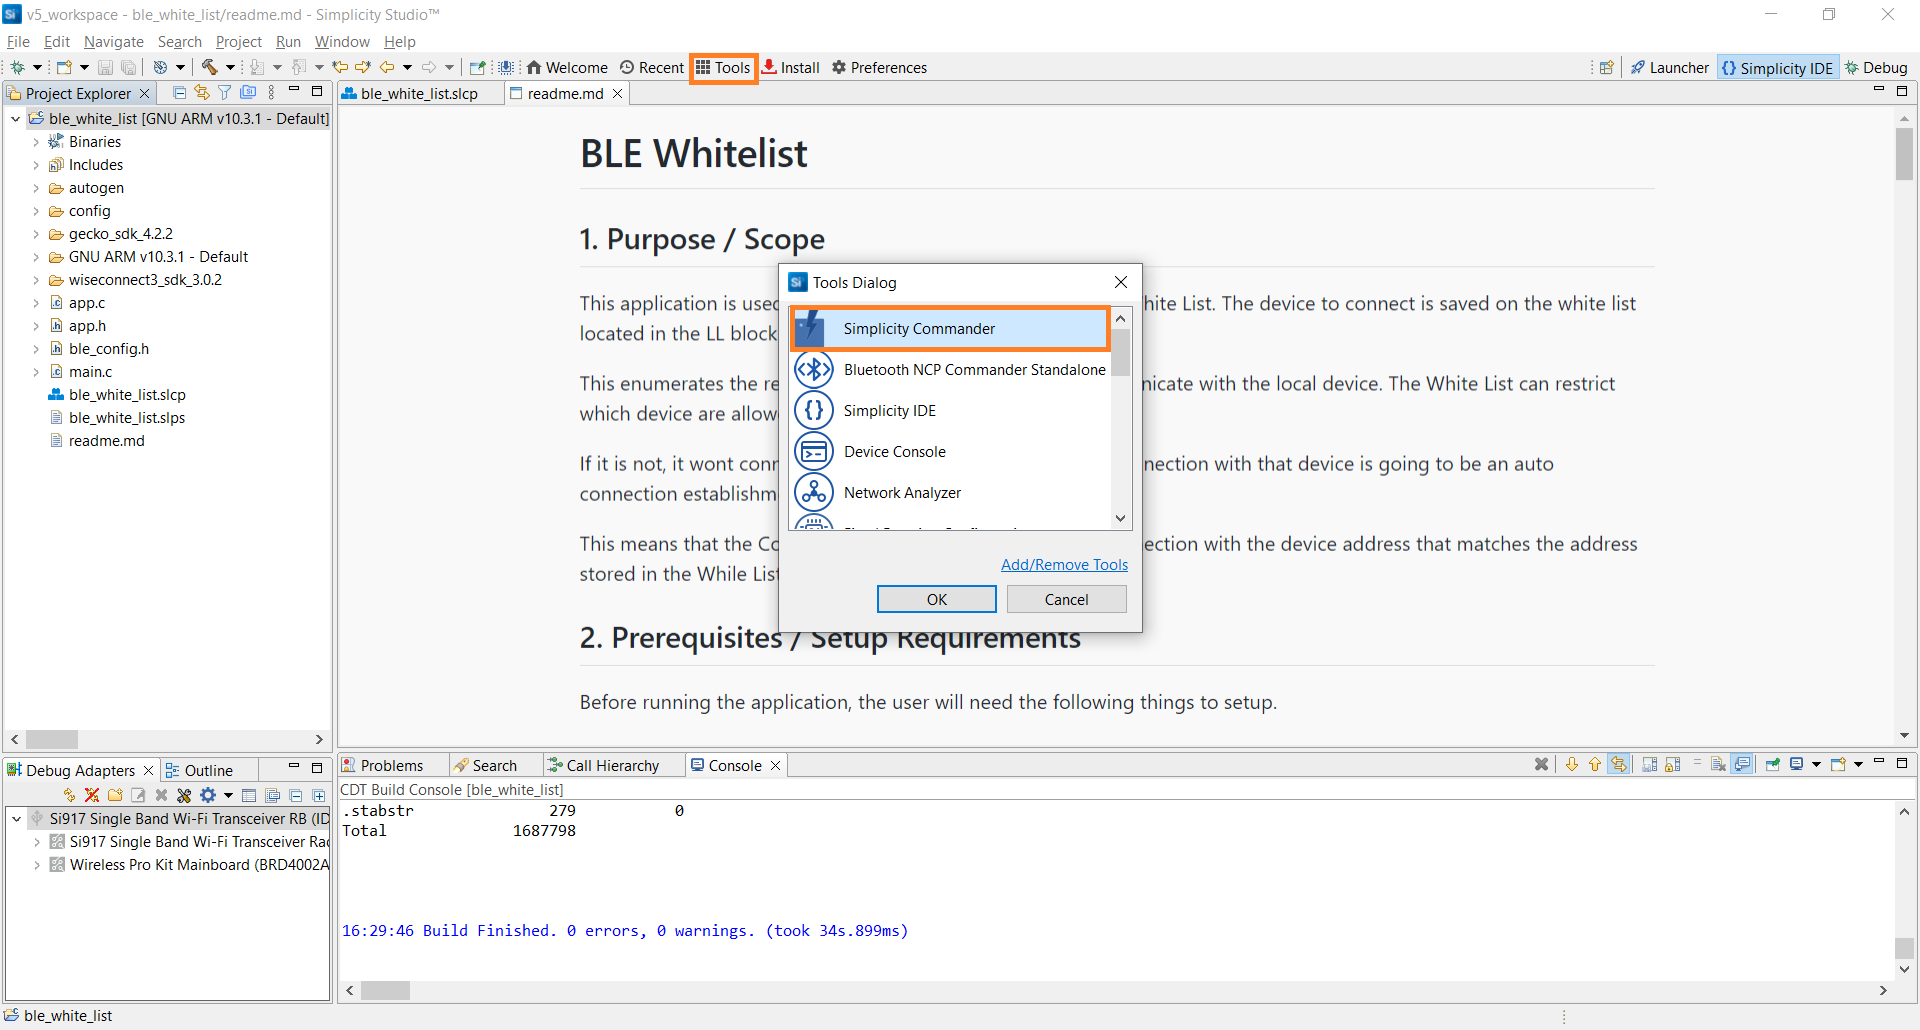 v5_workspace - ble_white_list/readme.md - Simplicity Studio™
File Edit Navigate Search Project Run Window Help
Welcome Recent Tools Install Preferences Launcher {} Simplicity IDE Debug
Project Explorer
ble_white_list.slcp readme.md
ble_white_list [GNU ARM v10.3.1 - Default]
Binaries
Includes
autogen
config
gecko_sdk_4.2.2
GNU ARM v10.3.1 - Default
wiseconnect3_sdk_3.0.2
app.c
app.h
ble_config.h
main.c
ble_white_list.slcp
ble_white_list.slps
readme.md
BLE Whitelist
1. Purpose / Scope
This application is used hite List. The device to connect is saved on the white list
located in the LL block
This enumerates the re nicate with the local device. The White List can restrict
which device are allow
If it is not, it wont conn nection with that device is going to be an auto
connection establishm
This means that the Co ection with the device address that matches the address
stored in the While List
2. Prerequisites / Setup Requirements
Before running the application, the user will need the following things to setup.
Tools Dialog
Simplicity Commander
Bluetooth NCP Commander Standalone
Simplicity IDE
Device Console
Network Analyzer
Add/Remove Tools
OK Cancel
Debug Adapters Outline
Si917 Single Band Wi-Fi Transceiver RB (ID
Si917 Single Band Wi-Fi Transceiver Rad
Wireless Pro Kit Mainboard (BRD4002A
Problems Search Call Hierarchy Console
CDT Build Console [ble_white_list]
.stabstr 279 0
Total 1687798
16:29:46 Build Finished. 0 errors, 0 warnings. (took 34s.899ms)
ble_white_list